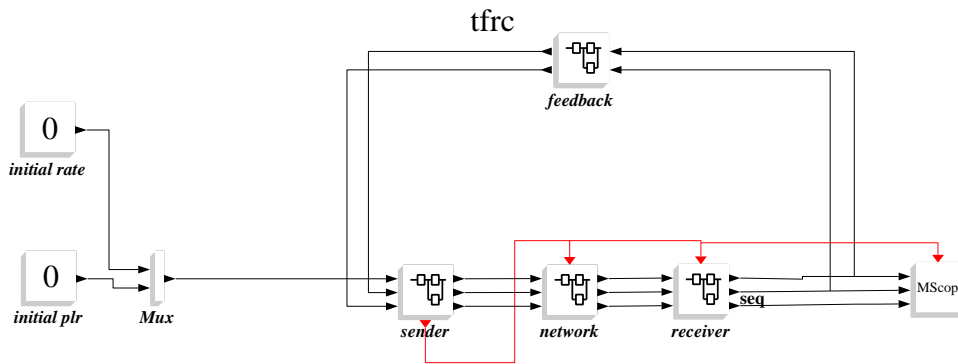 tfrc
feedback
0
initial rate
0
initial plr
Mux
sender
network
receiver
seq
MScop